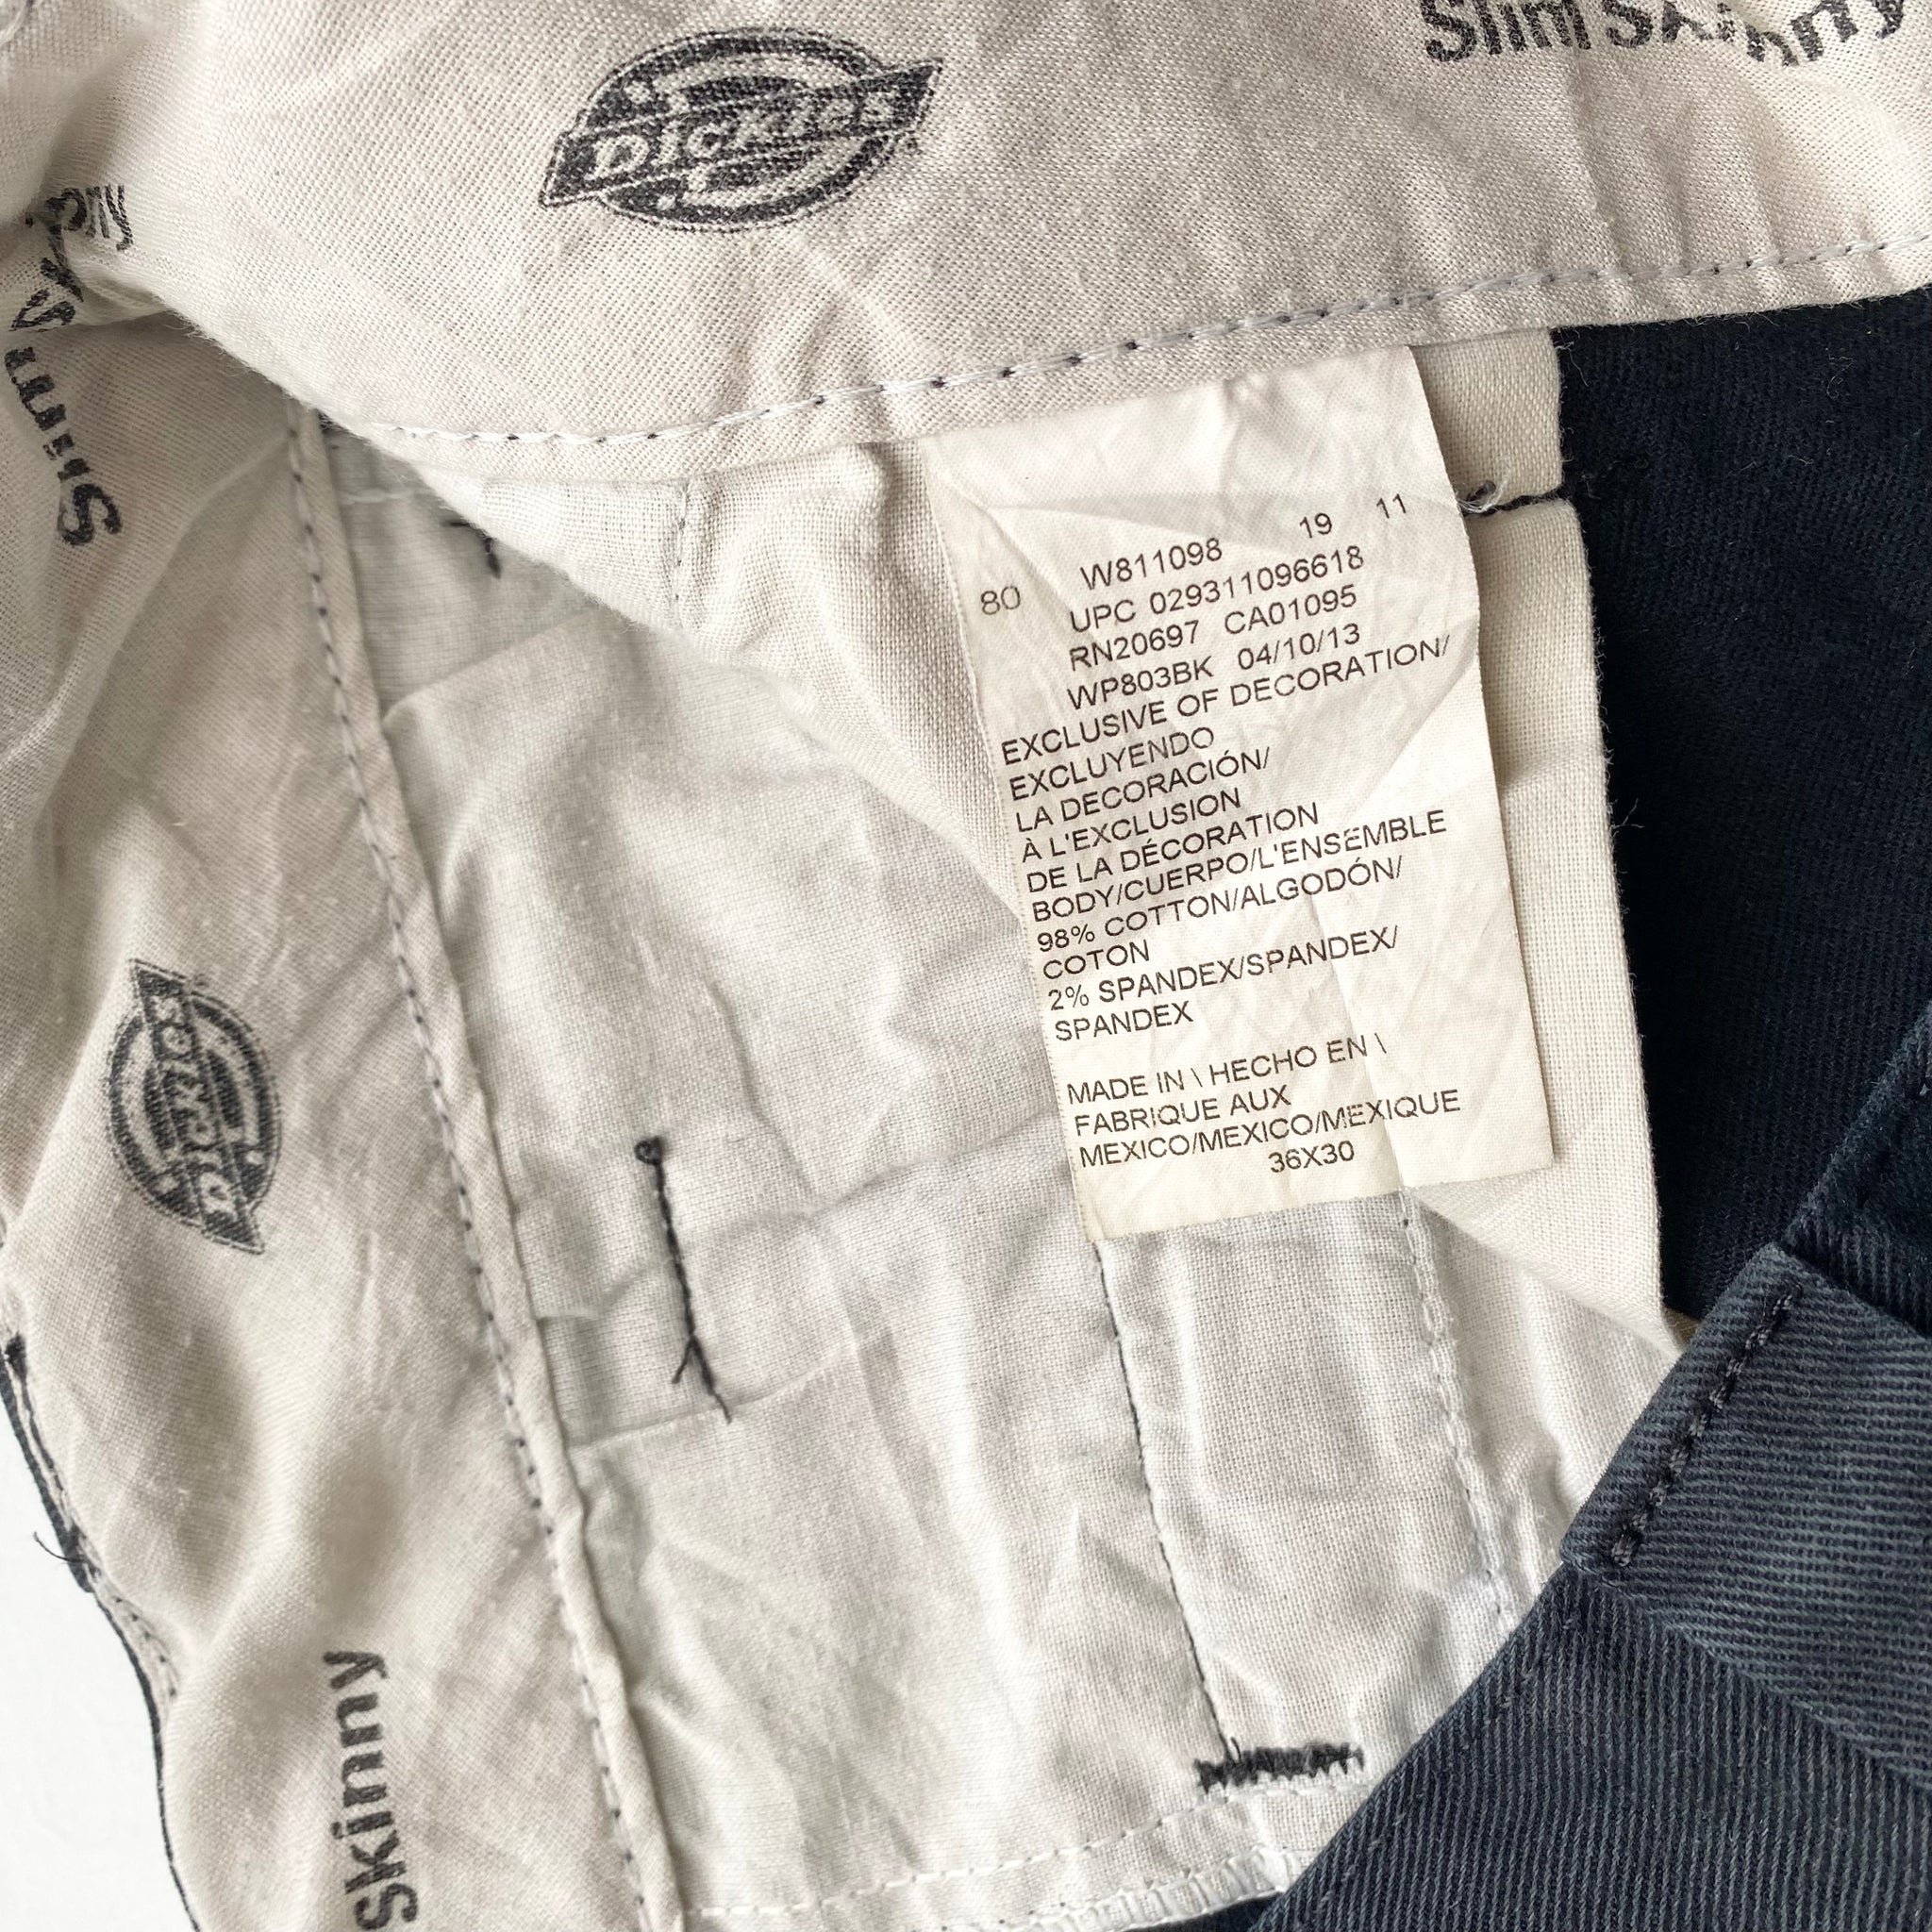 Slim Skinny
Dickies
Slim Skinny
19 11
80 W811098
UPC 029311096618
RN20697 CA01095
WP803BK 04/10/13
EXCLUSIVE OF DECORATION/
EXCLUYENDO
LA DECORACIÓN/
À L'EXCLUSION
DE LA DÉCORATION
BODY/CUERPO/L'ENSEMBLE
98% COTTON/ALGODÓN/
COTON
2% SPANDEX/SPANDEX/
SPANDEX
MADE IN \ HECHO EN \
FABRIQUE AUX
MEXICO/MEXICO/MEXIQUE
36X30
Dickies
Skinny